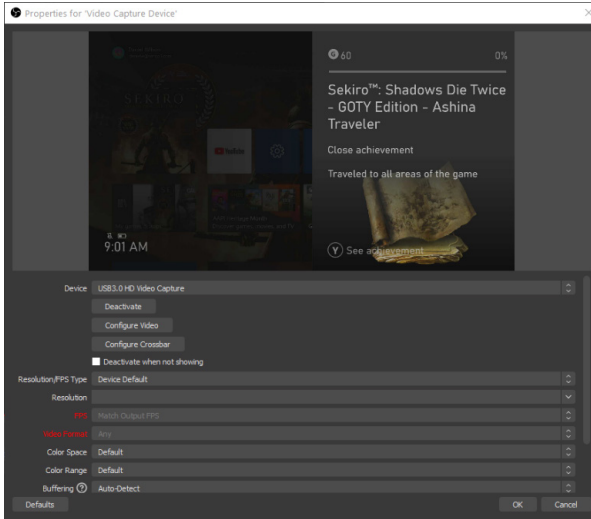 Properties for 'Video Capture Device'
60
0%
SEKIRO
Sekiro™: Shadows Die Twice
- GOTY Edition - Ashina
Traveler
Close achievement
YouTube
Traveled to all areas of the game
9:01 AM
Y See achievement
Device USB3.0 HD Video Capture
Deactivate
Configure Video
Configure Crossbar
Deactivate when not showing
Resolution/FPS Type Device Default
Resolution
FPS Match Output FPS
Video Format Any
Color Space Default
Color Range Default
Buffering ? Auto-Detect
Defaults
OK Cancel